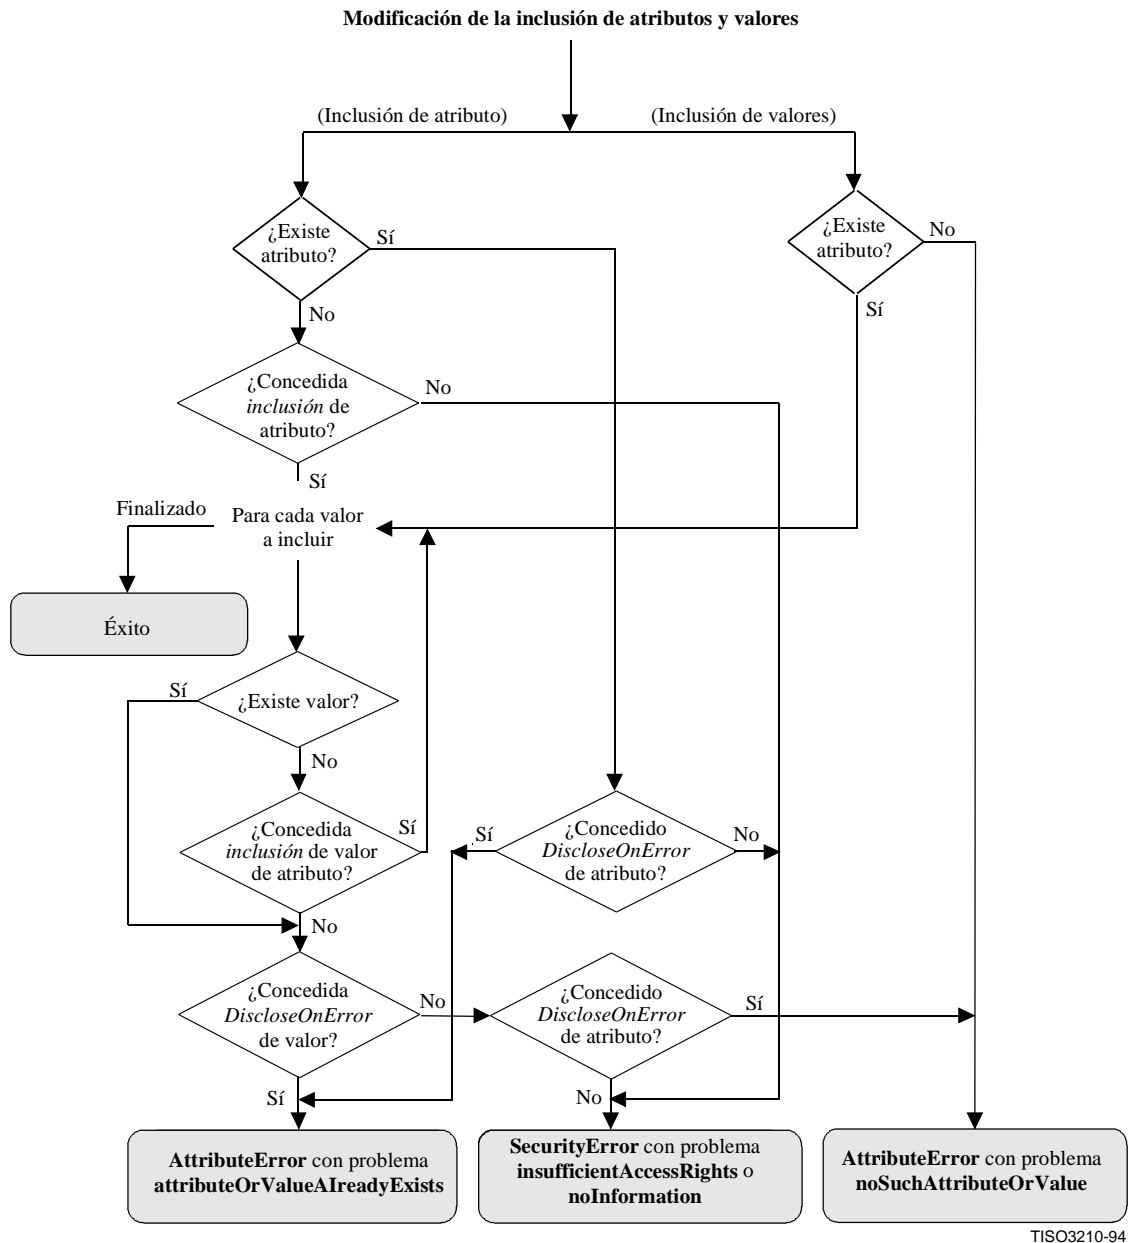 Modificación de la inclusión de atributos y valores
(Inclusión de atributo)
(Inclusión de valores)
¿Existe
atributo?
Sí
¿Existe
atributo?
No
No
Sí
¿Concedida
inclusión de
atributo?
No
Sí
Finalizado
Para cada valor
a incluir
Éxito
Sí
¿Existe valor?
No
¿Concedida
inclusión de valor
de atributo?
Sí
Sí
¿Concedido
DiscloseOnError
de atributo?
No
No
¿Concedida
DiscloseOnError
de valor?
No
¿Concedido
DiscloseOnError
de atributo?
Sí
Sí
No
AttributeError con problema
attributeOrValueAIreadyExists
SecurityError con problema
insufficientAccessRights o
noInformation
AttributeError con problema
noSuchAttributeOrValue
TISO3210-94